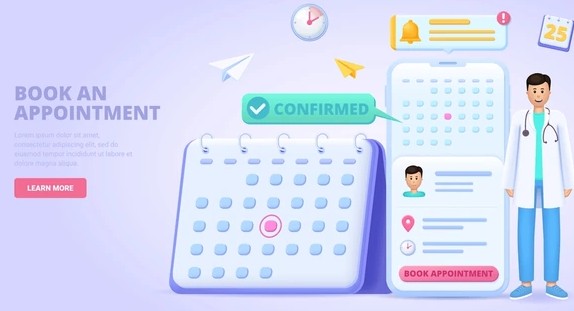 BOOK AN
APPOINTMENT
Lorem ipsum dolor sit amet,
consectetur adipiscing elit, sed do
eiusmod tempor incididunt ut labore et
dolore magna aliqua.
LEARN MORE
CONFIRMED
25
BOOK APPOINTMENT